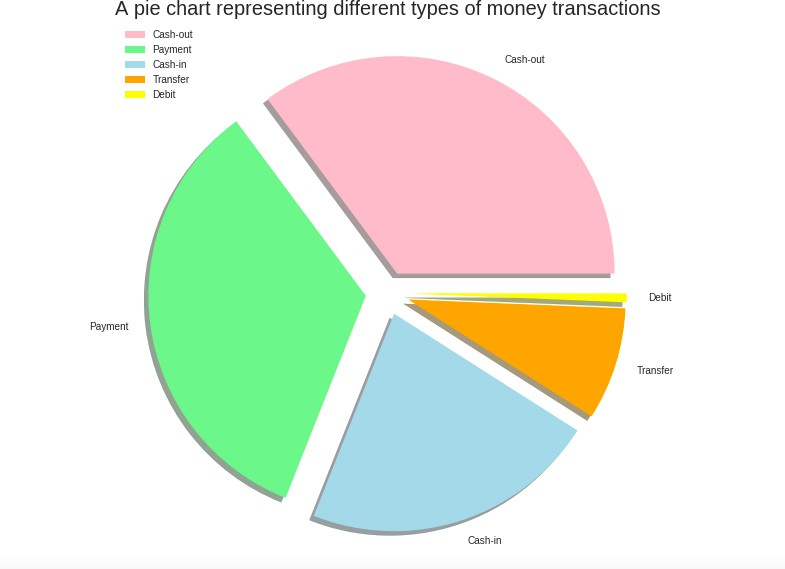 A pie chart representing different types of money transactions
Cash-out
Payment
Cash-in
Transfer
Debit
Cash-out
Debit
Payment
Transfer
Cash-in